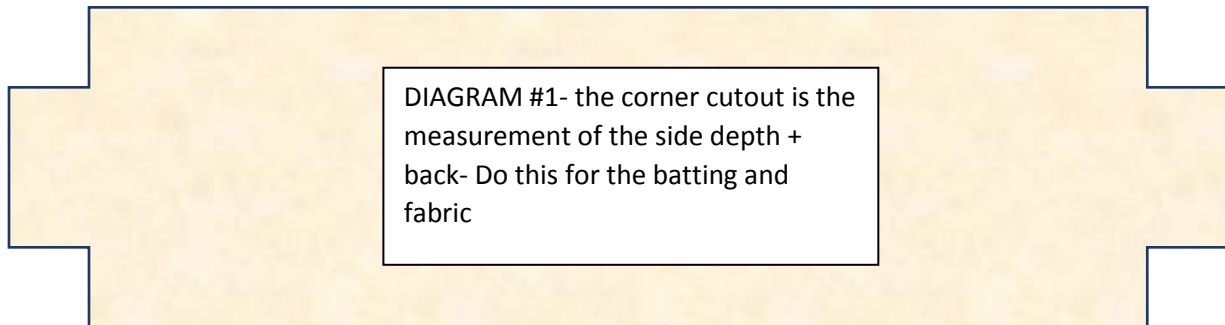 DIAGRAM #1- the corner cutout is the
measurement of the side depth +
back- Do this for the batting and
fabric